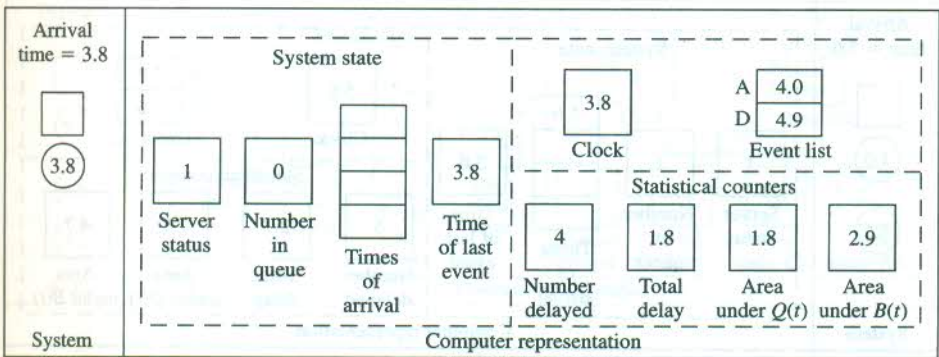 Arrival
time = 3.8
3.8
System
System state
1
Server
status
0
Number
in
queue
Times
of
arrival
3.8
Time
of last
event
3.8
Clock
A 4.0
D 4.9
Event list
Statistical counters
4
Number
delayed
1.8
Total
delay
1.8
Area
under Q(t)
2.9
Area
under B(t)
Computer representation